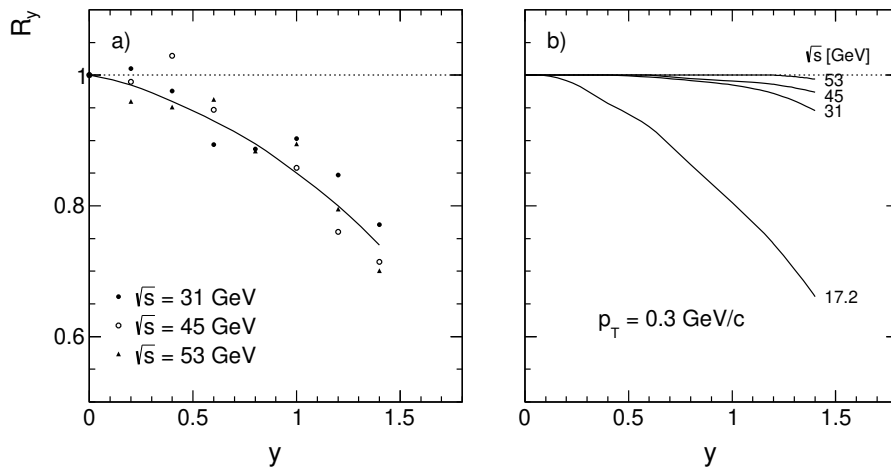 R_y
a)
1
0.8
0.6
√s = 31 GeV
√s = 45 GeV
√s = 53 GeV
0 0.5 1 1.5
y
b)
√s [GeV]
53
45
31
17.2
p_T = 0.3 GeV/c
0 0.5 1 1.5
y